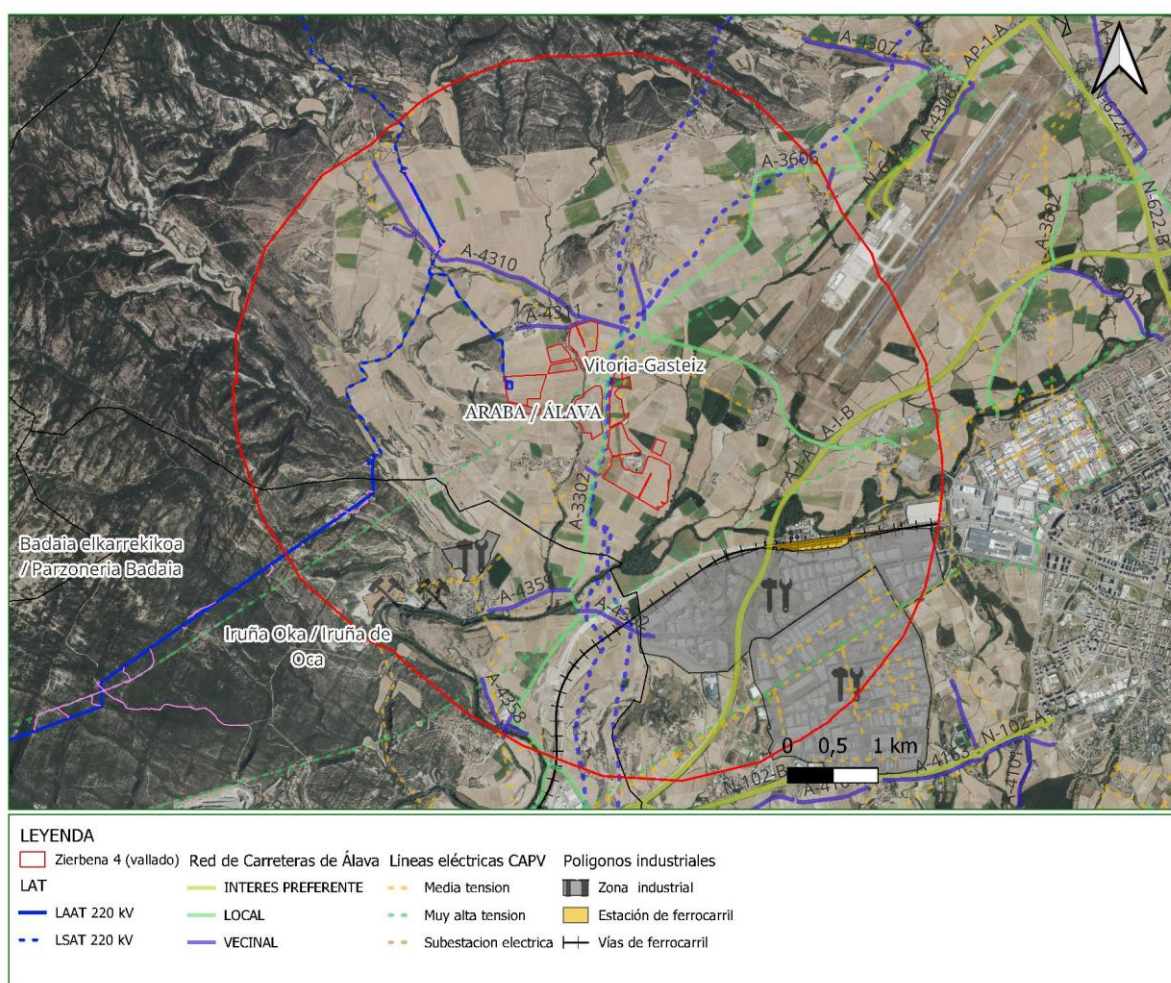 A-4307
AP-1-A
N-622-A
A-4306
A-3606
N-622-B
A-3602
A-4310
A-4311
Vitoria-Gasteiz
ARABA / ÁLAVA
A-I-B
A-1-A
A-3302
Badaia elkarrekikoa
/ Parzoneria Badaia
A-4359
Iruña Oka / Iruña de
Oca
A-4358
0 0,5 1 km
N-102-A
A-4163
N-102-B
LEYENDA
Zierbena 4 (vallado)
LAT
LAAT 220 kV
LSAT 220 kV
Red de Carreteras de Álava
INTERES PREFERENTE
LOCAL
VECINAL
Lineas eléctricas CAPV
Media tension
Muy alta tension
Subestacion electrica
Poligonos industriales
Zona industrial
Estación de ferrocarril
Vías de ferrocarril